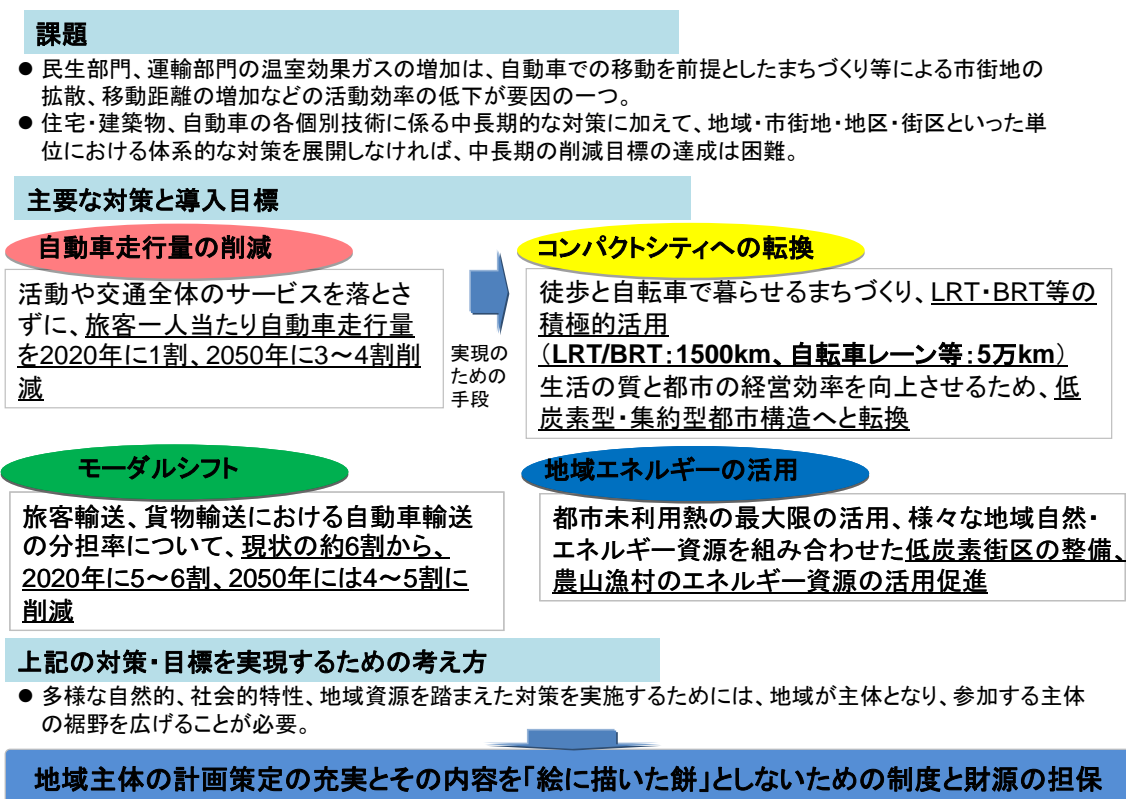 課題
● 民生部門、運輸部門の温室効果ガスの増加は、自動車での移動を前提としたまちづくり等による市街地の
拡散、移動距離の増加などの活動効率の低下が要因の一つ。
● 住宅・建築物、自動車の各個別技術に係る中長期的な対策に加えて、地域・市街地・地区・街区といった単
位における体系的な対策を展開しなければ、中長期の削減目標の達成は困難。
主要な対策と導入目標
自動車走行量の削減
活動や交通全体のサービスを落とさ
ずに、旅客一人当たり自動車走行量
を2020年に1割、2050年に3～4割削
減
実現の
ための
手段
コンパクトシティへの転換
徒歩と自転車で暮らせるまちづくり、LRT・BRT等の
積極的活用
（LRT/BRT：1500km、自転車レーン等：5万km）
生活の質と都市の経営効率を向上させるため、低
炭素型・集約型都市構造へと転換
モーダルシフト
旅客輸送、貨物輸送における自動車輸送
の分担率について、現状の約6割から、
2020年に5～6割、2050年には4～5割に
削減
地域エネルギーの活用
都市未利用熱の最大限の活用、様々な地域自然・
エネルギー資源を組み合わせた低炭素街区の整備、
農山漁村のエネルギー資源の活用促進
上記の対策・目標を実現するための考え方
● 多様な自然的、社会的特性、地域資源を踏まえた対策を実施するためには、地域が主体となり、参加する主体
の裾野を広げることが必要。
地域主体の計画策定の充実とその内容を「絵に描いた餅」としないための制度と財源の担保